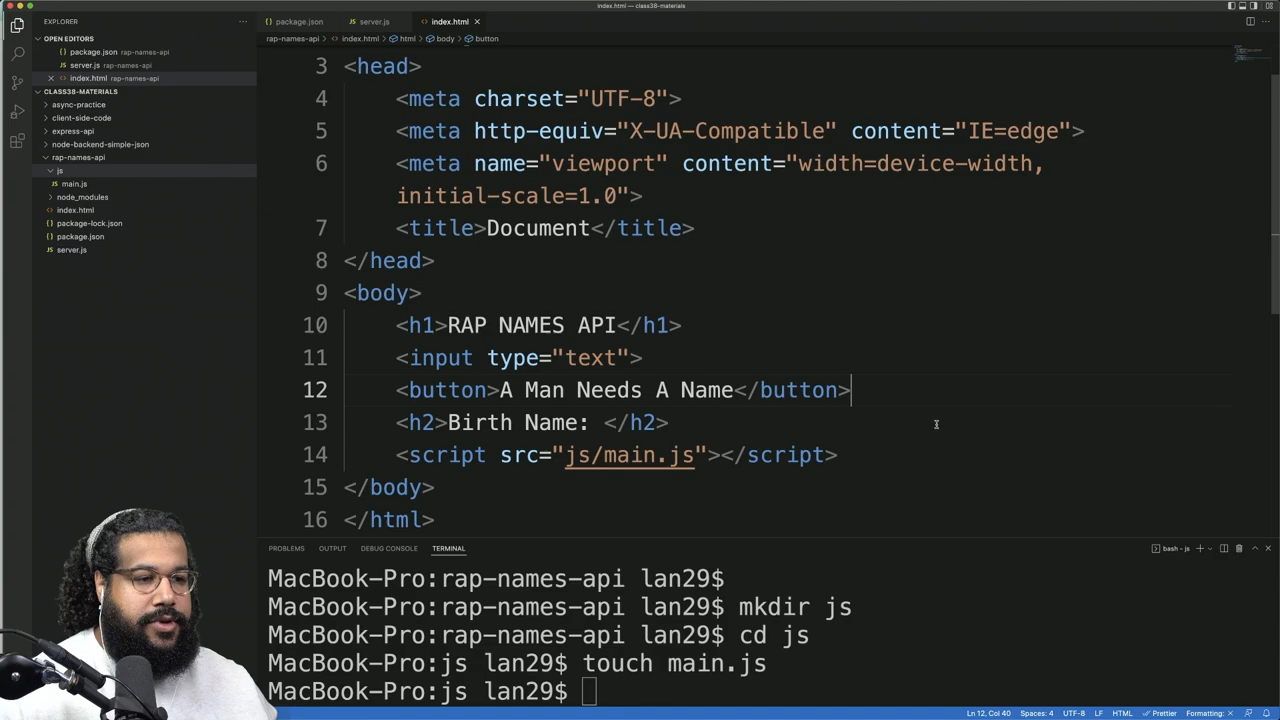 index.html — class38-materials
EXPLORER
package.json
server.js
index.html
rap-names-api > index.html > html > body > button
OPEN EDITORS
package.json rap-names-api
server.js rap-names-api
index.html rap-names-api
CLASS38-MATERIALS
async-practice
client-side-code
express-api
node-backend-simple-json
rap-names-api
js
main.js
node_modules
index.html
package-lock.json
package.json
server.js
3 <head>
4 <meta charset="UTF-8">
5 <meta http-equiv="X-UA-Compatible" content="IE=edge">
6 <meta name="viewport" content="width=device-width,
initial-scale=1.0">
7 <title>Document</title>
8 </head>
9 <body>
10 <h1>RAP NAMES API</h1>
11 <input type="text">
12 <button>A Man Needs A Name</button>
13 <h2>Birth Name: </h2>
14 <script src="js/main.js"></script>
15 </body>
16 </html>
PROBLEMS OUTPUT DEBUG CONSOLE TERMINAL
bash - js
MacBook-Pro:rap-names-api lan29$
MacBook-Pro:rap-names-api lan29$ mkdir js
MacBook-Pro:rap-names-api lan29$ cd js
MacBook-Pro:js lan29$ touch main.js
MacBook-Pro:js lan29$
Ln 12, Col 40 Spaces: 4 UTF-8 LF HTML Prettier Formatting: